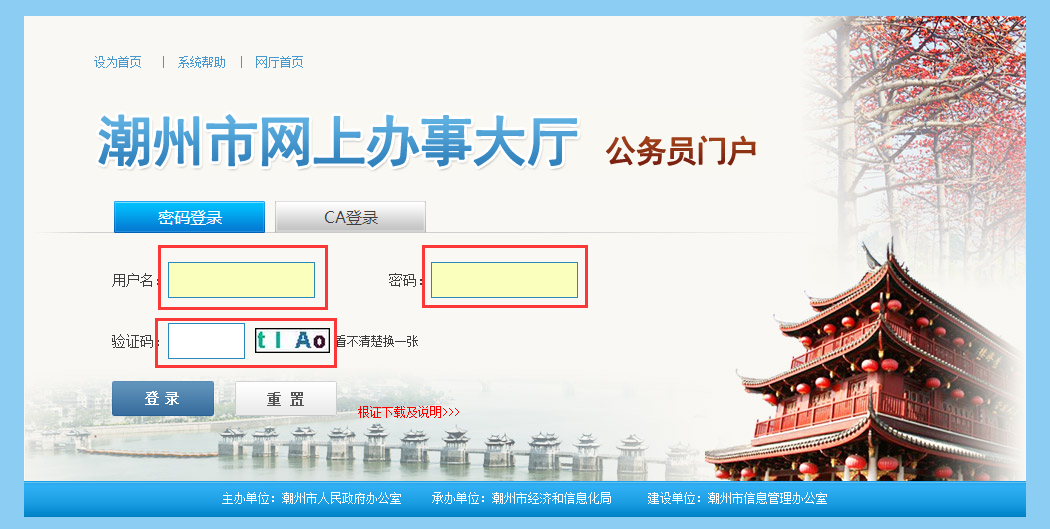 设为首页 | 系统帮助 | 网厅首页
潮州市网上办事大厅 公务员门户
密码登录 CA登录
用户名： 密码：
验证码： tlAo 看不清楚换一张
登录 重置 根证下载及说明>>>
主办单位：潮州市人民政府办公室 承办单位：潮州市经济和信息化局 建设单位：潮州市信息管理办公室